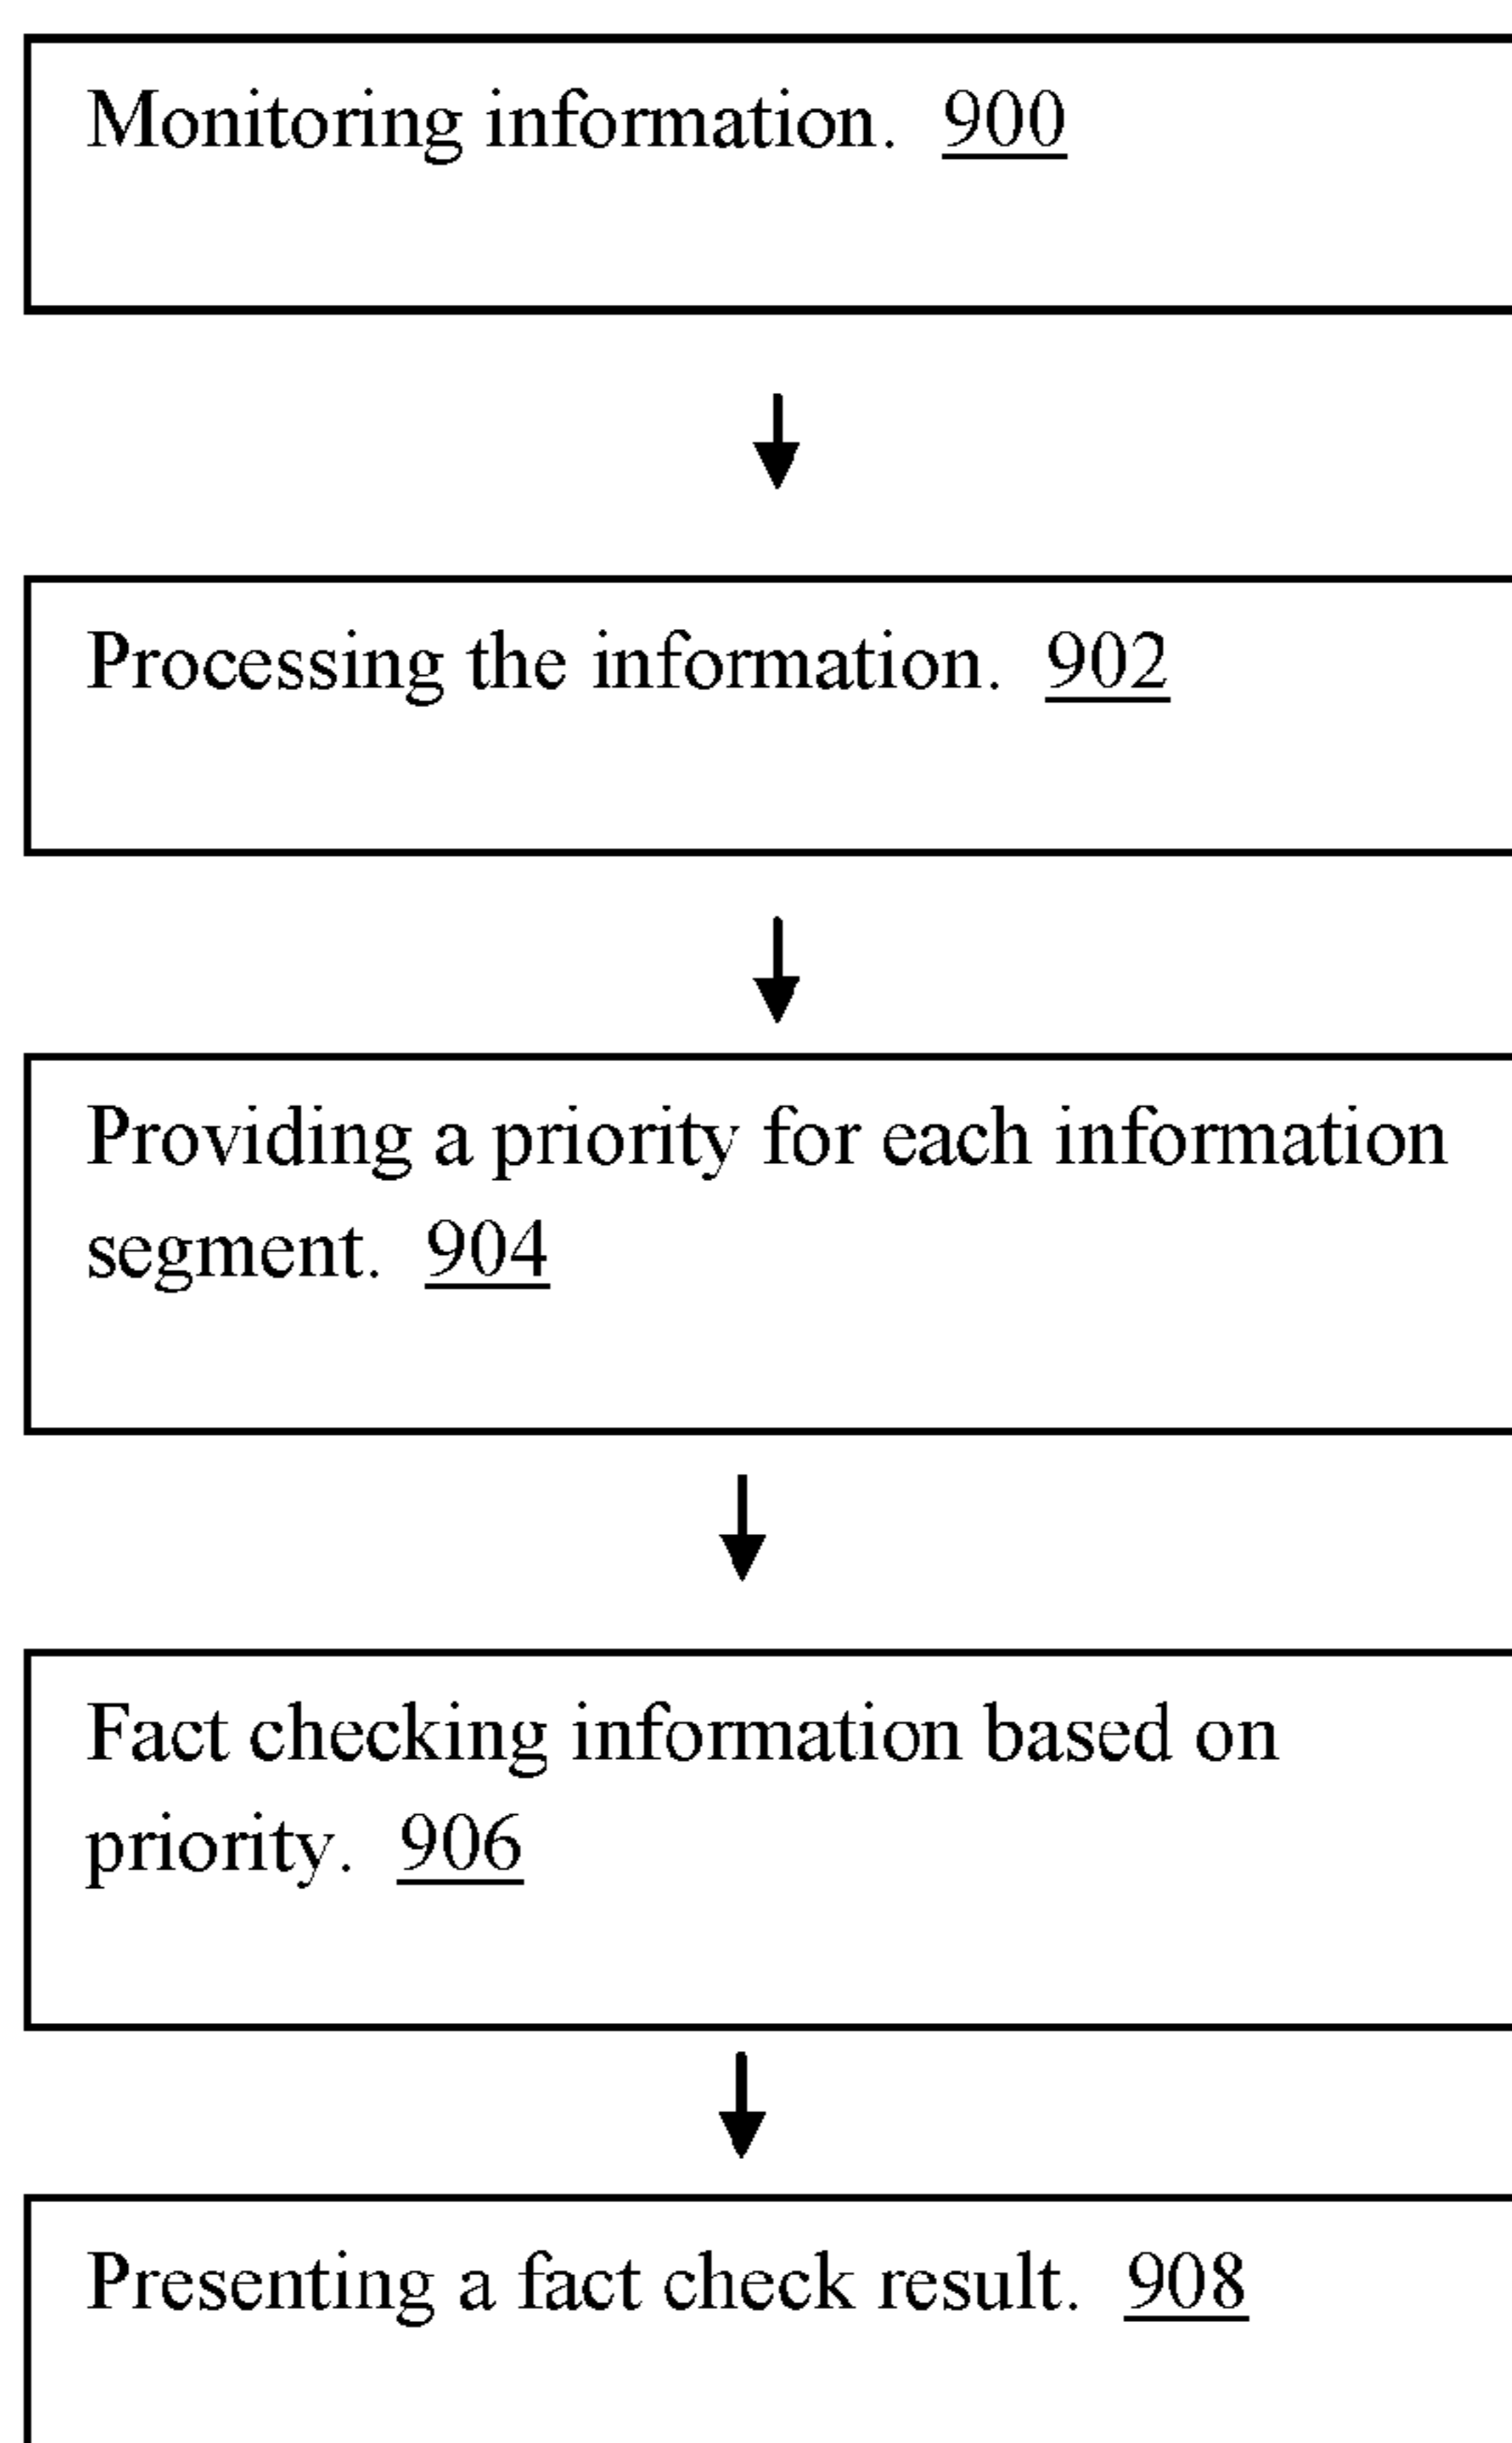 Monitoring information. 900
Processing the information. 902
Providing a priority for each information
segment. 904
Fact checking information based on
priority. 906
Presenting a fact check result. 908